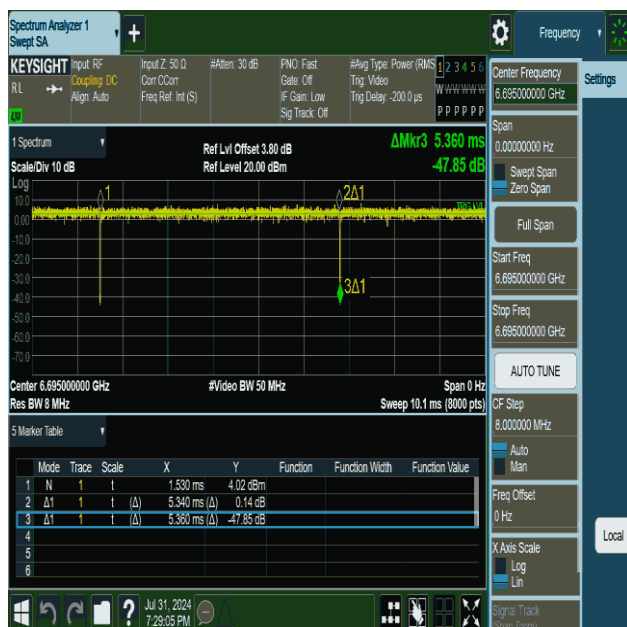 Spectrum Analyzer 1
Swept SA
+
Frequency
KEYSIGHT
RL
Input: RF
Coupling: DC
Align: Auto
Input Z: 50 Ω
Corr CCorr
Freq Ref: Int (S)
#Atten: 30 dB
PNO: Fast
Gate: Off
IF Gain: Low
Sig Track: Off
#Avg Type: Power (RMS
Trig: Video
Trig Delay: -200.0 μs
1 2 3 4 5 6
W W W W W W
P P P P P P
1 Spectrum
Scale/Div 10 dB
Ref Lvl Offset 3.80 dB
Ref Level 20.00 dBm
ΔMkr3 5.360 ms
-47.85 dB
Log
10.0
0.00
-10.0
-20.0
-30.0
-40.0
-50.0
-60.0
-70.0
1
2Δ1
TRIG LVL
3Δ1
Center 6.695000000 GHz
Res BW 8 MHz
#Video BW 50 MHz
Span 0 Hz
Sweep 10.1 ms (8000 pts)
5 Marker Table
Mode Trace Scale X Y Function Function Width Function Value
1 N 1 t 1.530 ms 4.02 dBm
2 Δ1 1 t (Δ) 5.340 ms (Δ) 0.14 dB
3 Δ1 1 t (Δ) 5.360 ms (Δ) -47.85 dB
4
5
6
?
Jul 31, 2024
7:29:05 PM
Center Frequency
6.695000000 GHz
Span
0.00000000 Hz
Swept Span
Zero Span
Full Span
Start Freq
6.695000000 GHz
Stop Freq
6.695000000 GHz
AUTO TUNE
CF Step
8.000000 MHz
Auto
Man
Freq Offset
0 Hz
X Axis Scale
Log
Lin
Signal Track
(Span Zoom)
Settings
Local